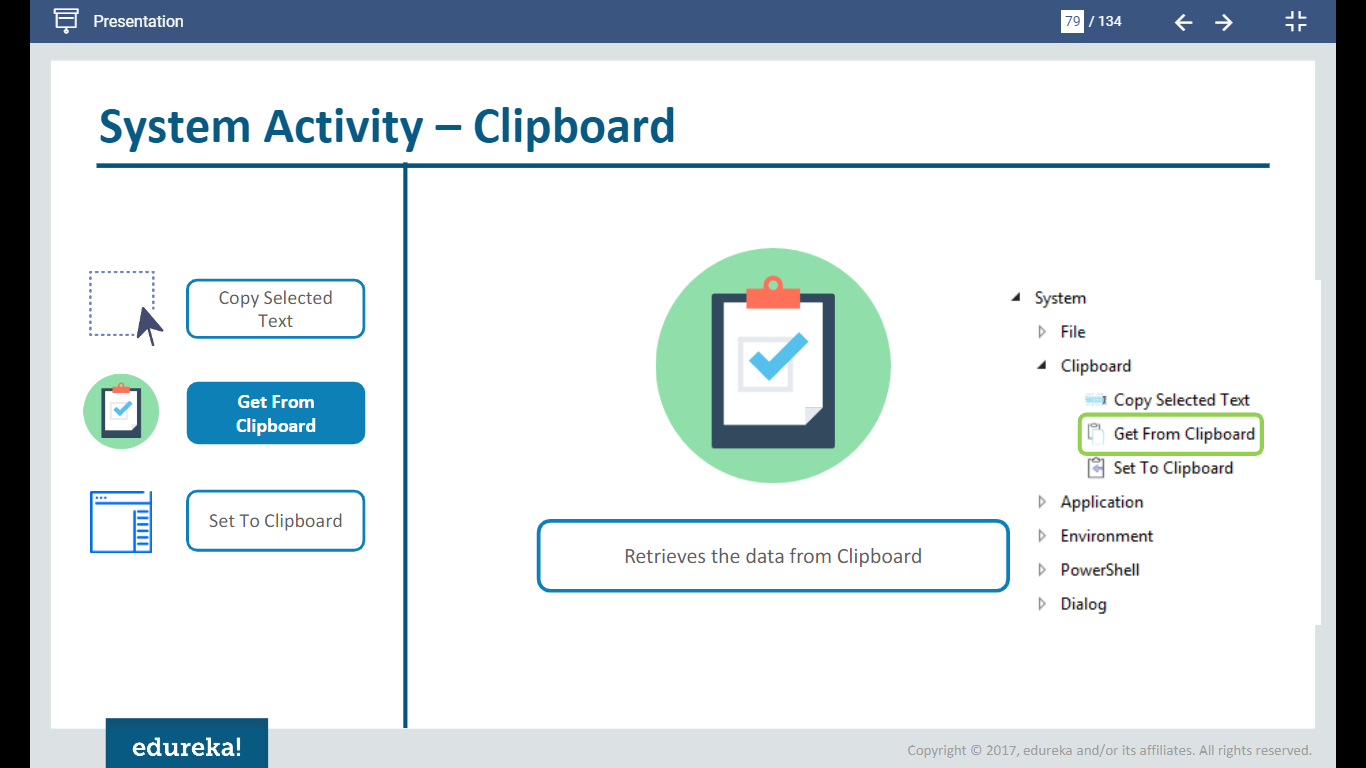 Presentation
79 / 134
System Activity – Clipboard
Copy Selected
Text
Get From
Clipboard
Set To Clipboard
Retrieves the data from Clipboard
System
File
Clipboard
Copy Selected Text
Get From Clipboard
Set To Clipboard
Application
Environment
PowerShell
Dialog
edureka!
Copyright © 2017, edureka and/or its affiliates. All rights reserved.